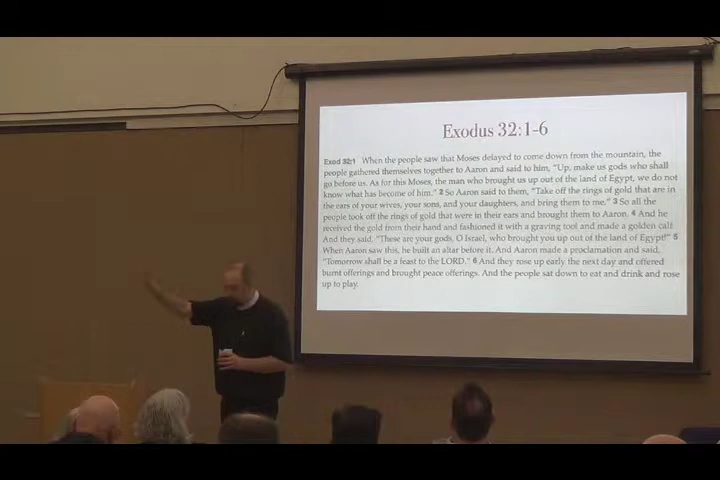 Exodus 32:1-6
Exod 32:1 When the people saw that Moses delayed to come down from the mountain, the
people gathered themselves together to Aaron and said to him, "Up, make us gods who shall
go before us. As for this Moses, the man who brought us up out of the land of Egypt, we do not
know what has become of him." 2 So Aaron said to them, "Take off the rings of gold that are in
the ears of your wives, your sons, and your daughters, and bring them to me." 3 So all the
people took off the rings of gold that were in their ears and brought them to Aaron. 4 And he
received the gold from their hand and fashioned it with a graving tool and made a golden calf.
And they said, "These are your gods, O Israel, who brought you up out of the land of Egypt!" 5
When Aaron saw this, he built an altar before it. And Aaron made a proclamation and said,
"Tomorrow shall be a feast to the LORD." 6 And they rose up early the next day and offered
burnt offerings and brought peace offerings. And the people sat down to eat and drink and rose
up to play.